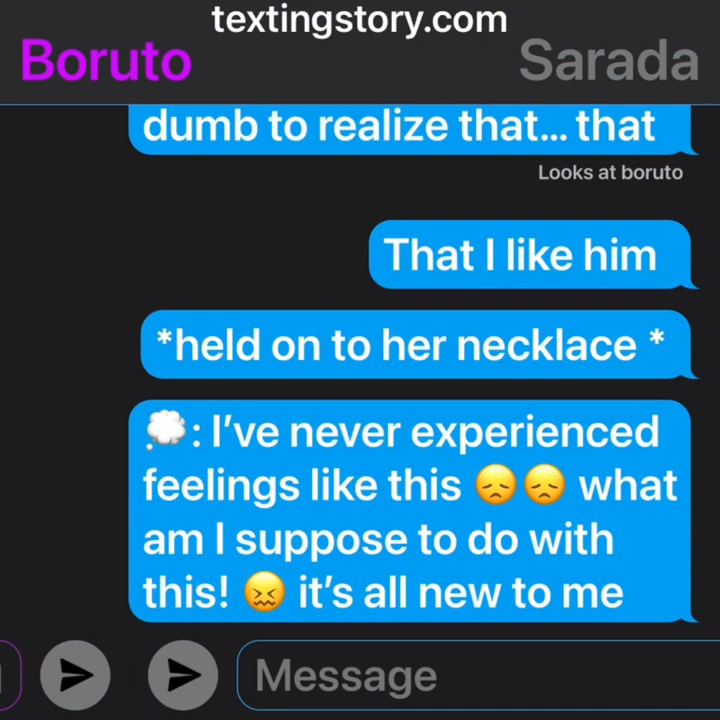 textingstory.com
Boruto
Sarada
dumb to realize that... that
Looks at boruto
That I like him
*held on to her necklace *
💭: I've never experienced
feelings like this 😞😞 what
am I suppose to do with
this! 😖 it's all new to me
Message